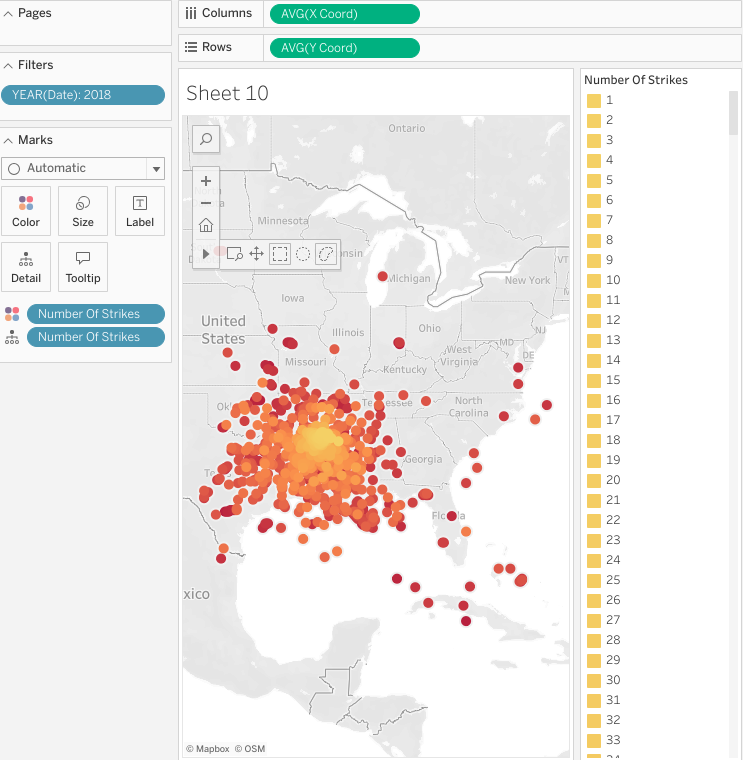 Pages
Columns
AVG(X Coord)
Rows
AVG(Y Coord)
Filters
YEAR(Date): 2018
Marks
Automatic
Color
Size
Label
Detail
Tooltip
Number Of Strikes
Number Of Strikes
Sheet 10
Ontario
Minnesota
Michigan
New York
VT
Iowa
United
States
Illinois
Ohio
NJ
MD
DE
West
Virginia
Missouri
Kentucky
North
Carolina
Georgia
xico
© Mapbox © OSM
Number Of Strikes
1
2
3
4
5
6
7
8
9
10
11
12
13
14
15
16
17
18
19
20
21
22
23
24
25
26
27
28
29
30
31
32
33